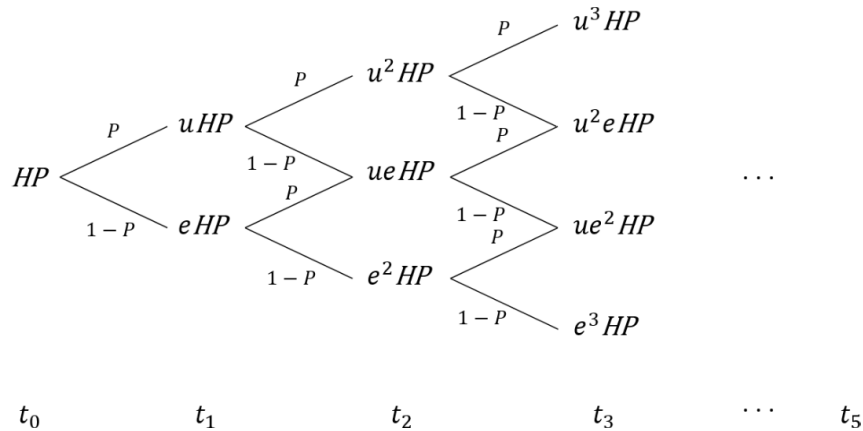 P u³HP
P u²HP
P uHP 1−P P u²eHP
HP 1−P P ueHP ···
1−P eHP 1−P P ue²HP
1−P e²HP
1−P e³HP
t₀ t₁ t₂ t₃ ··· t₅